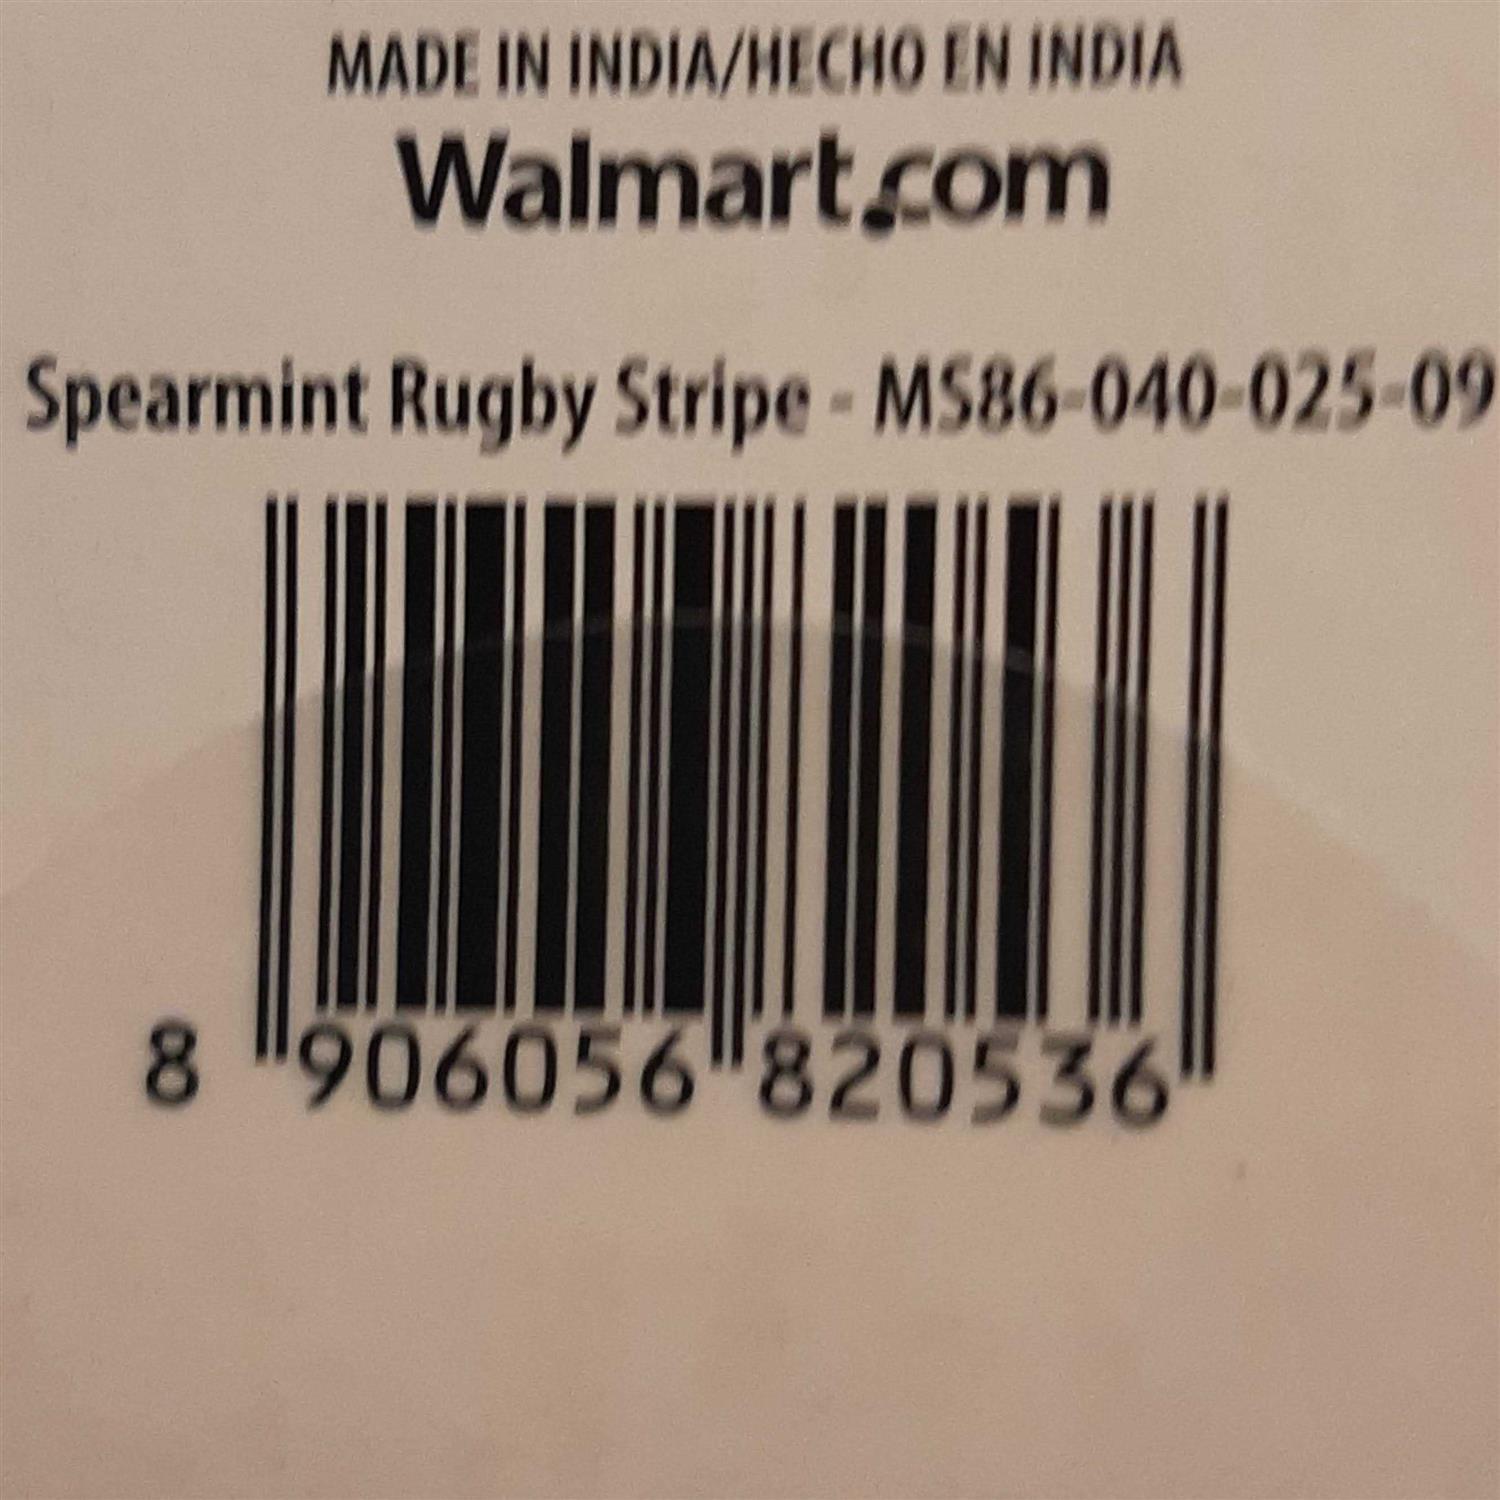 MADE IN INDIA/HECHO EN INDIA
Walmart.com
Spearmint Rugby Stripe - MS86-040-025-09
8 906056 820536